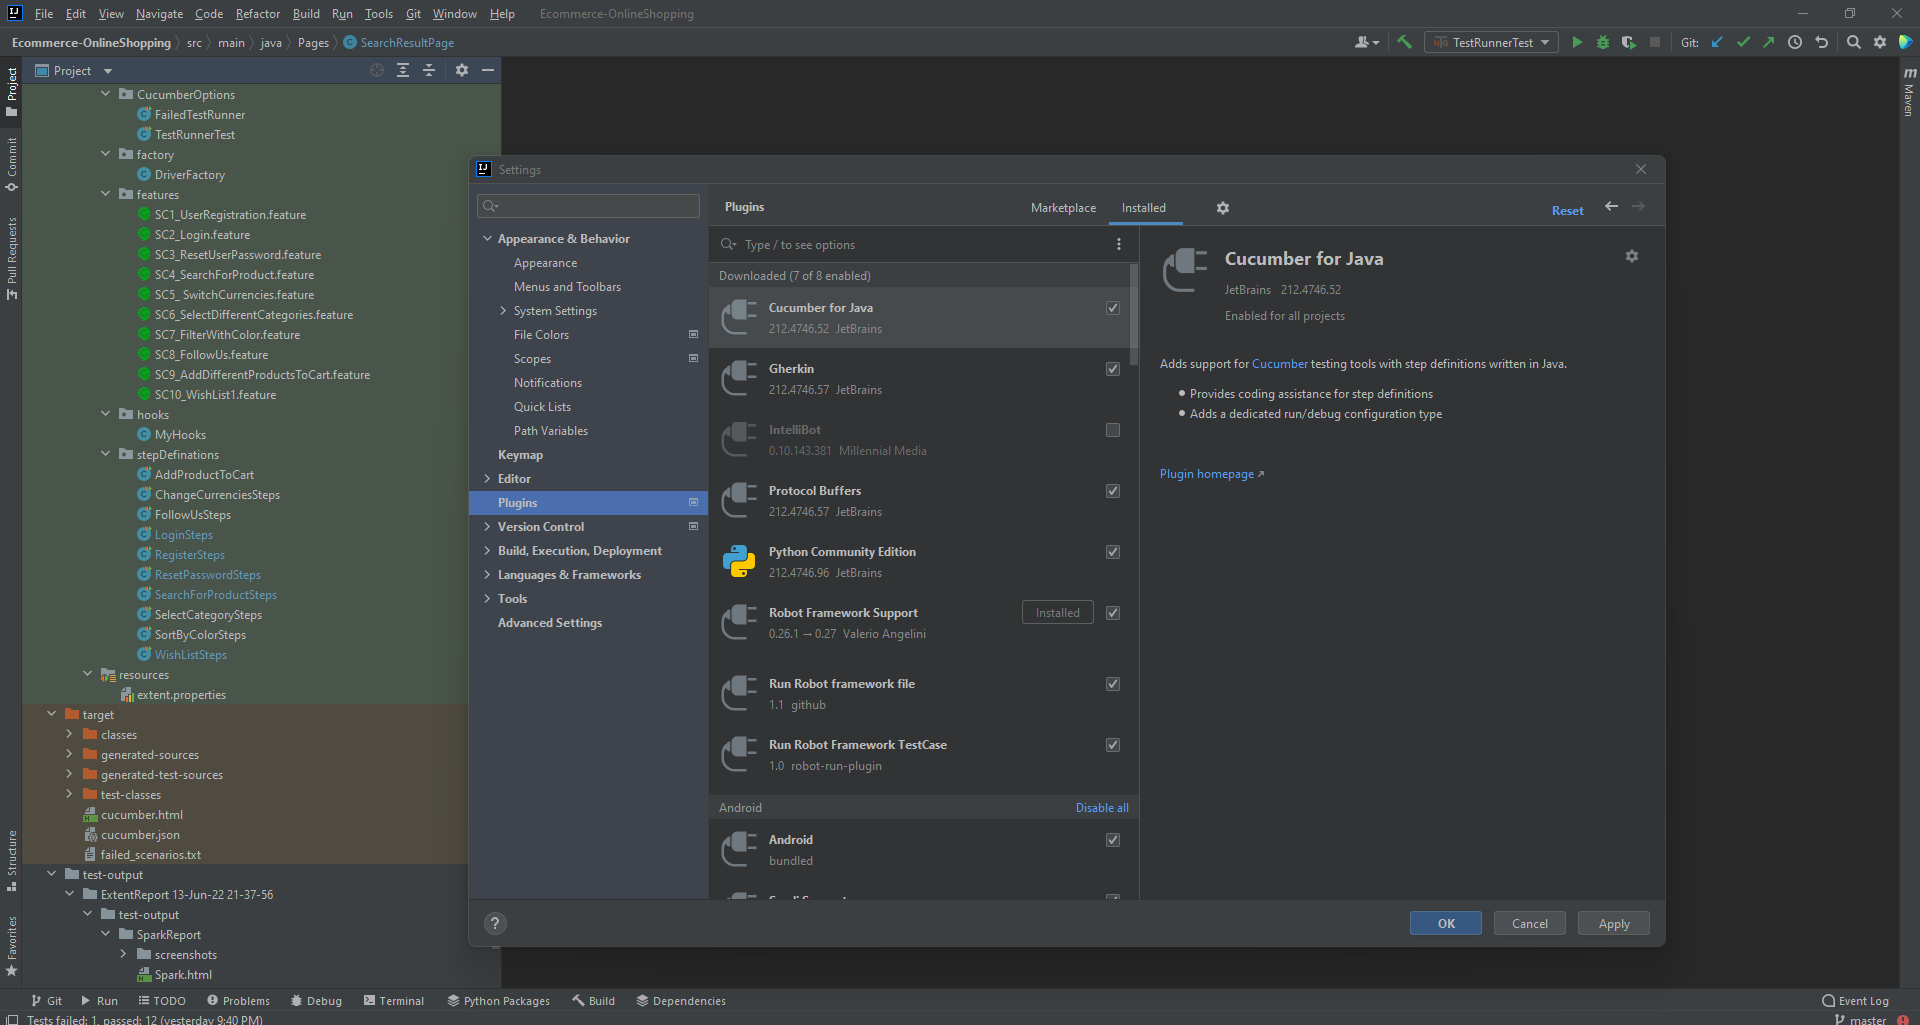 File Edit View Navigate Code Refactor Build Run Tools Git Window Help Ecommerce-OnlineShopping
Ecommerce-OnlineShopping src main java Pages SearchResultPage
TestRunnerTest
Git:
Project
Project
Commit
Pull Requests
Structure
Favorites
CucumberOptions
FailedTestRunner
TestRunnerTest
factory
DriverFactory
features
SC1_UserRegistration.feature
SC2_Login.feature
SC3_ResetUserPassword.feature
SC4_SearchForProduct.feature
SC5_ SwitchCurrencies.feature
SC6_SelectDifferentCategories.feature
SC7_FilterWithColor.feature
SC8_FollowUs.feature
SC9_AddDifferentProductsToCart.feature
SC10_WishList1.feature
hooks
MyHooks
stepDefinations
AddProductToCart
ChangeCurrenciesSteps
FollowUsSteps
LoginSteps
RegisterSteps
ResetPasswordSteps
SearchForProductSteps
SelectCategorySteps
SortByColorSteps
WishListSteps
resources
extent.properties
target
classes
generated-sources
generated-test-sources
test-classes
cucumber.html
cucumber.json
failed_scenarios.txt
test-output
ExtentReport 13-Jun-22 21-37-56
test-output
SparkReport
screenshots
Spark.html
Settings
Appearance & Behavior
Appearance
Menus and Toolbars
System Settings
File Colors
Scopes
Notifications
Quick Lists
Path Variables
Keymap
Editor
Plugins
Version Control
Build, Execution, Deployment
Languages & Frameworks
Tools
Advanced Settings
Plugins Marketplace Installed Reset
Type / to see options
Downloaded (7 of 8 enabled)
Cucumber for Java
212.4746.52 JetBrains
Gherkin
212.4746.57 JetBrains
IntelliBot
0.10.143.381 Millennial Media
Protocol Buffers
212.4746.57 JetBrains
Python Community Edition
212.4746.96 JetBrains
Robot Framework Support Installed
0.26.1 → 0.27 Valerio Angelini
Run Robot framework file
1.1 github
Run Robot Framework TestCase
1.0 robot-run-plugin
Android Disable all
Android
bundled
Cucumber for Java
JetBrains 212.4746.52
Enabled for all projects
Adds support for Cucumber testing tools with step definitions written in Java.
• Provides coding assistance for step definitions
• Adds a dedicated run/debug configuration type
Plugin homepage ↗
? OK Cancel Apply
m Maven
Git Run TODO Problems Debug Terminal Python Packages Build Dependencies Event Log
Tests failed: 1, passed: 12 (yesterday 9:40 PM) master